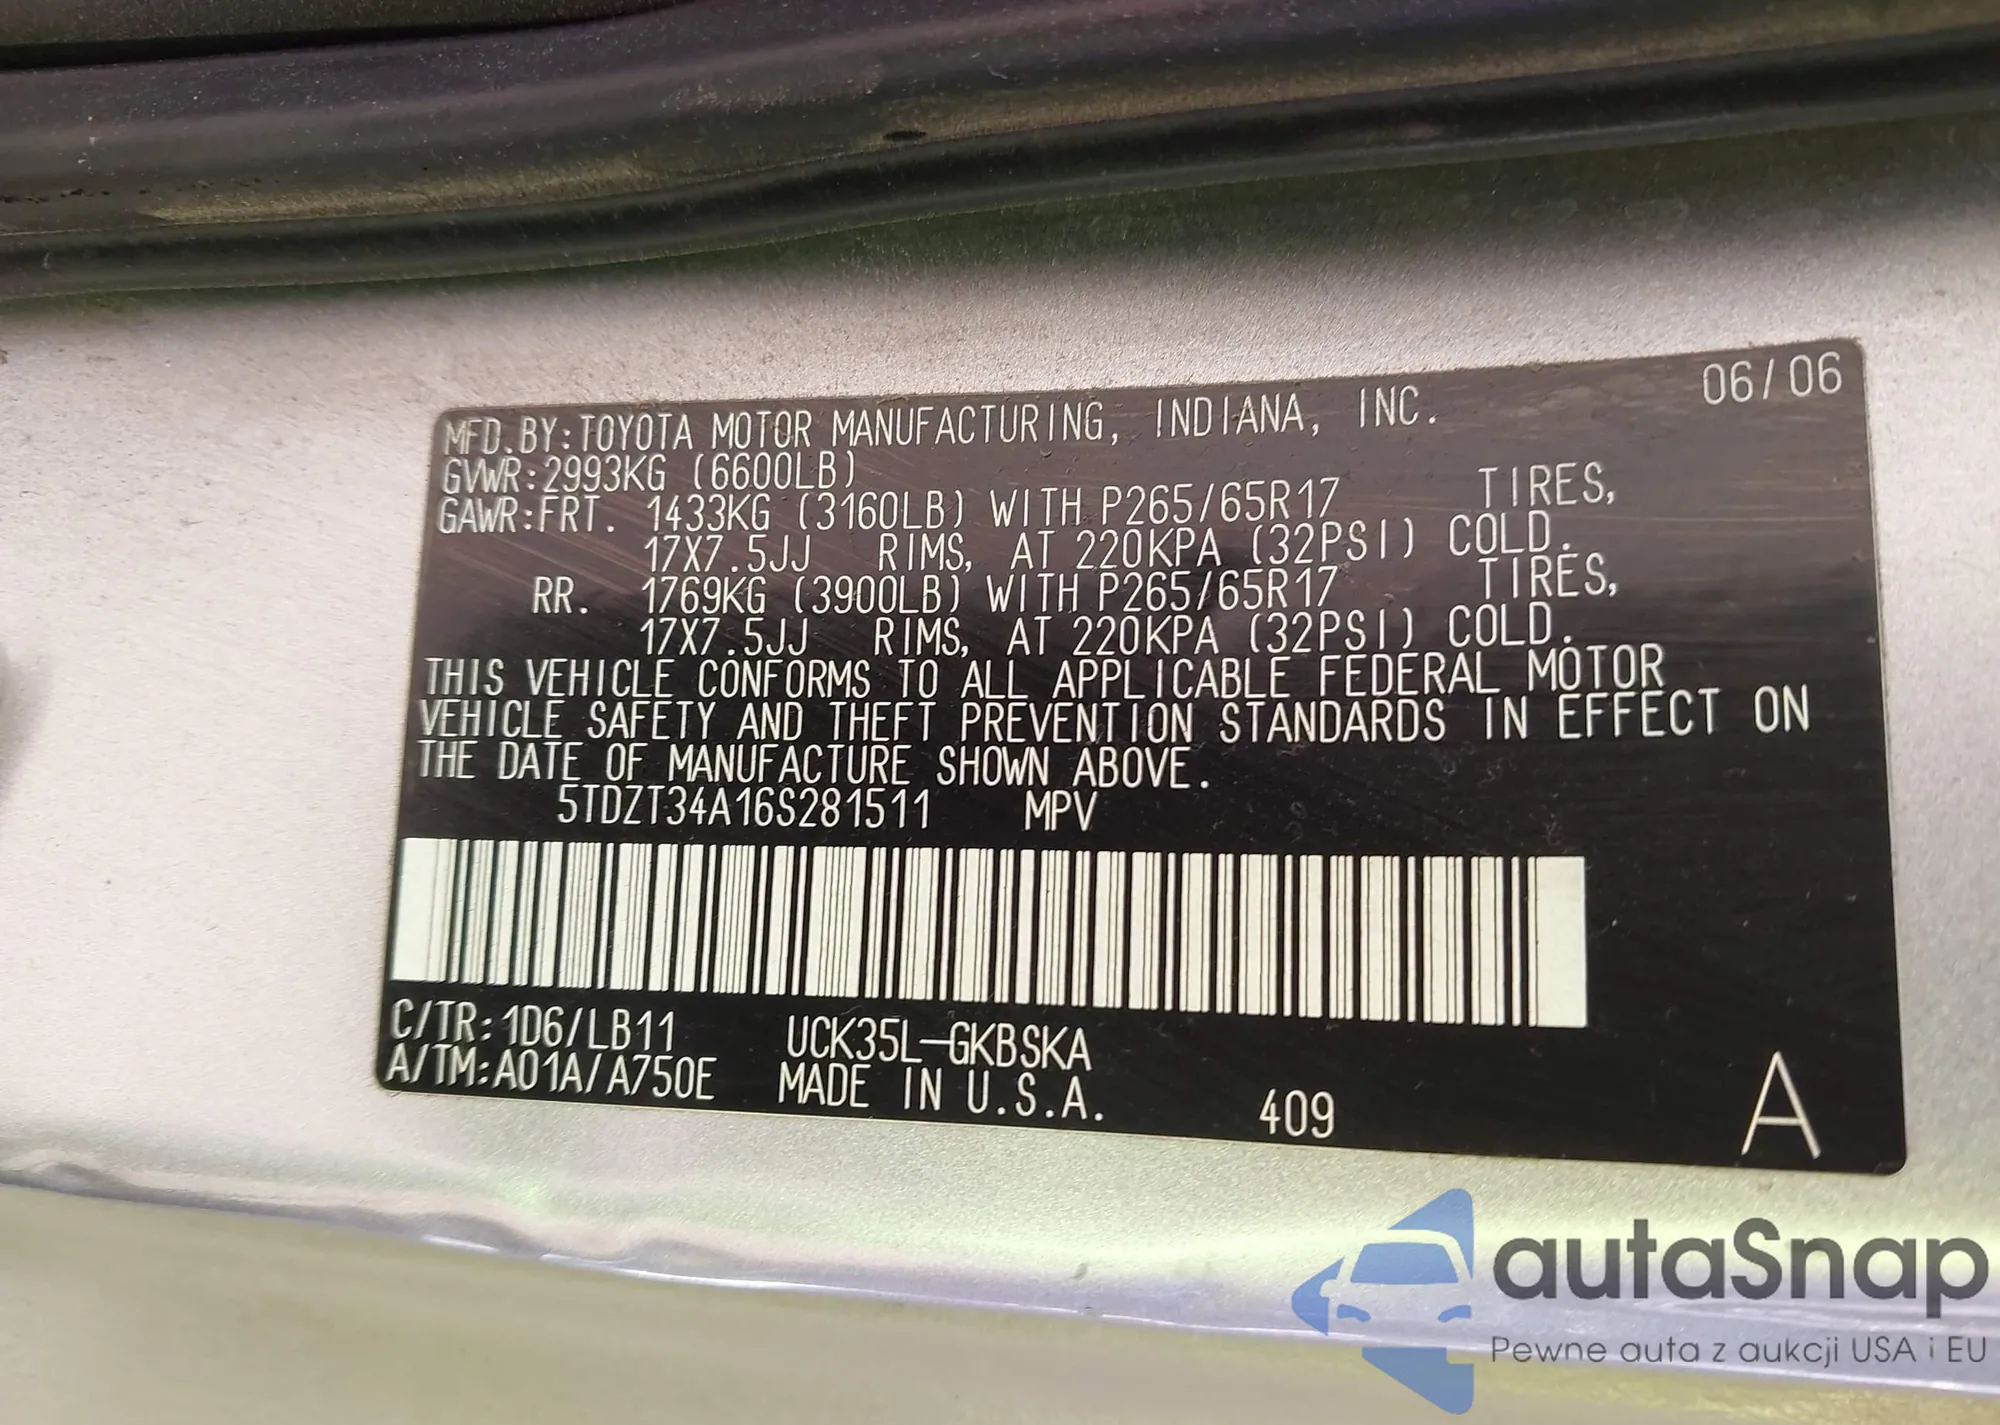 06/06
MFD.BY:TOYOTA MOTOR MANUFACTURING, INDIANA, INC.
GVWR:2993KG (6600LB)
GAWR:FRT. 1433KG (3160LB) WITH P265/65R17 TIRES,
17X7.5JJ RIMS, AT 220KPA (32PSI) COLD.
RR. 1769KG (3900LB) WITH P265/65R17 TIRES,
17X7.5JJ RIMS, AT 220KPA (32PSI) COLD.
THIS VEHICLE CONFORMS TO ALL APPLICABLE FEDERAL MOTOR
VEHICLE SAFETY AND THEFT PREVENTION STANDARDS IN EFFECT ON
THE DATE OF MANUFACTURE SHOWN ABOVE.
5TDZT34A16S281511 MPV
C/TR:1D6/LB11 UCK35L-GKBSKA
A/TM:A01A/A750E MADE IN U.S.A. 409 A
autaSnap
Pewne auta z aukcji USA i EU